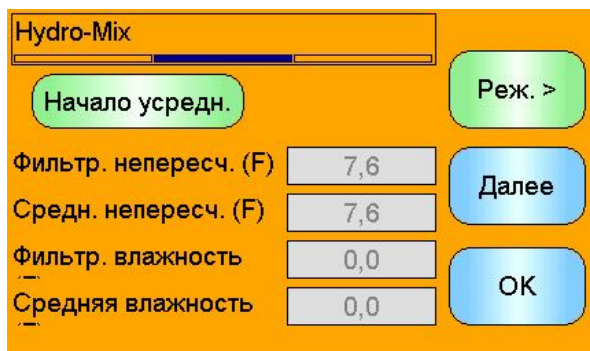 Hydro-Mix
Начало усредн.
Реж. >
Фильтр. непересч. (F)
7,6
Далее
Средн. непересч. (F)
7,6
Фильтр. влажность
0,0
OK
Средняя влажность
0,0